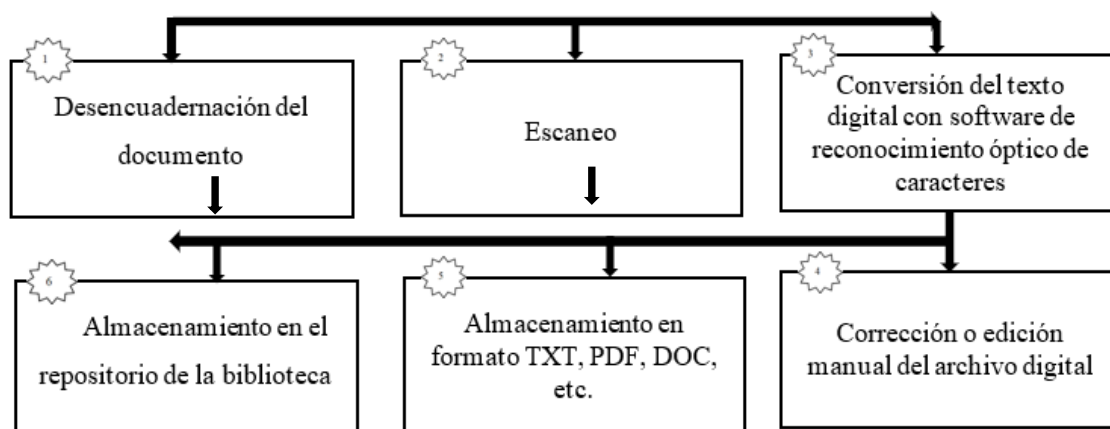 1
Desencuadernación del
documento
2
Escaneo
3
Conversión del texto
digital con software de
reconocimiento óptico de
caracteres
6
Almacenamiento en el
repositorio de la biblioteca
5
Almacenamiento en
formato TXT, PDF, DOC,
etc.
4
Corrección o edición
manual del archivo digital